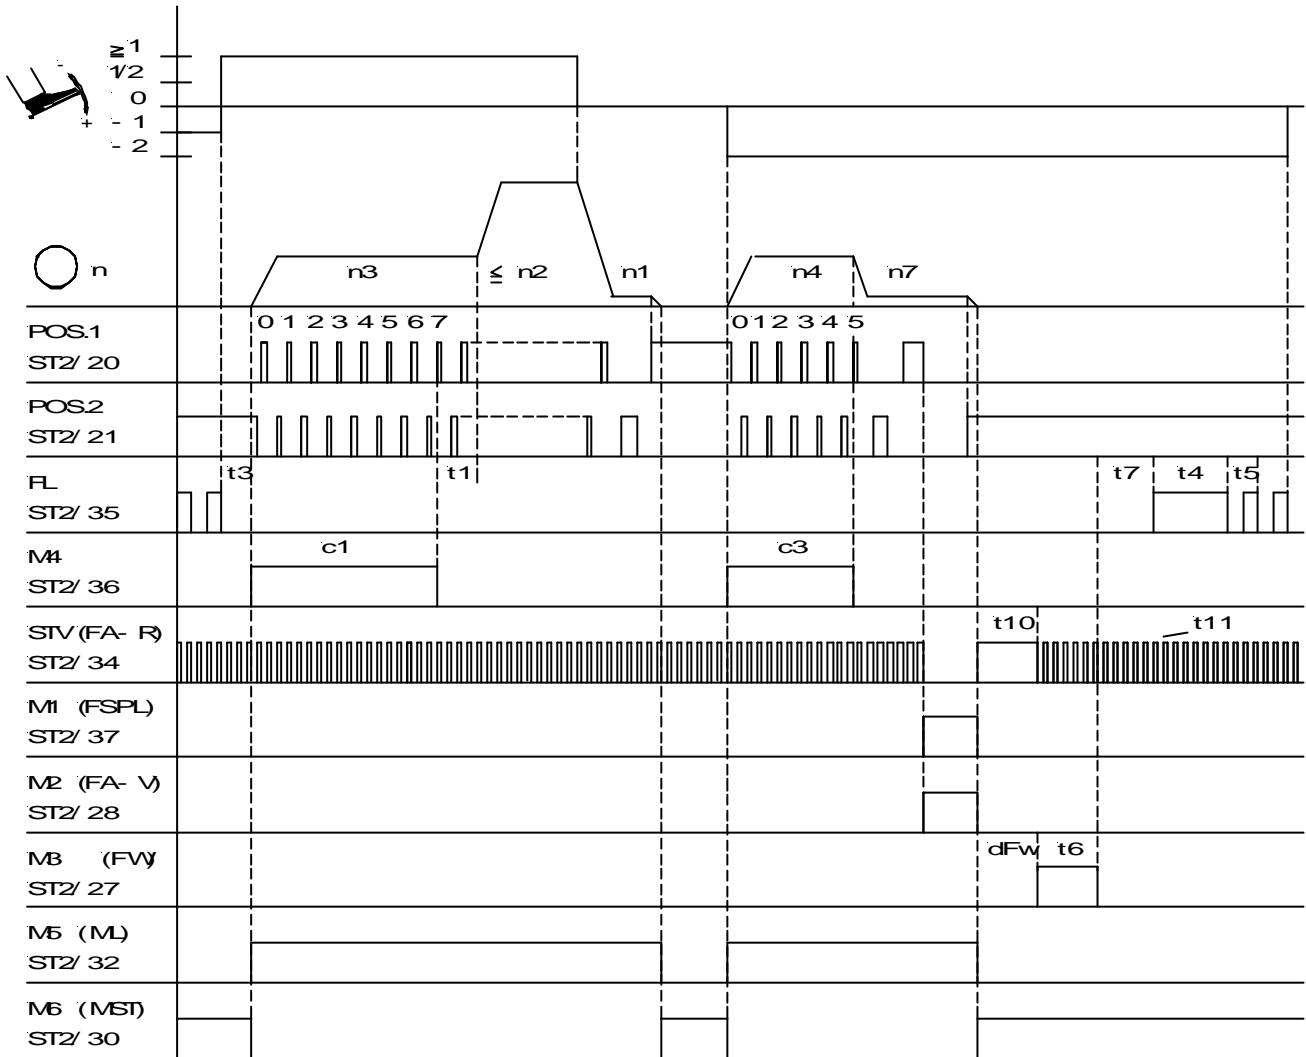 ≧1
1/2
0
- 1
- 2
-
+
n
n3
≤ n2
n1
n4
n7
POS.1
ST2/ 20
0 1 2 3 4 5 6 7
0 1 2 3 4 5
POS.2
ST2/ 21
FL
ST2/ 35
t3
t1
t7
t4
t5
M4
ST2/ 36
c1
c3
STV (FA- R)
ST2/ 34
t10
t11
M1 (FSPL)
ST2/ 37
M2 (FA- V)
ST2/ 28
M3 (FW)
ST2/ 27
dFw
t6
M5 (ML)
ST2/ 32
M6 (MST)
ST2/ 30